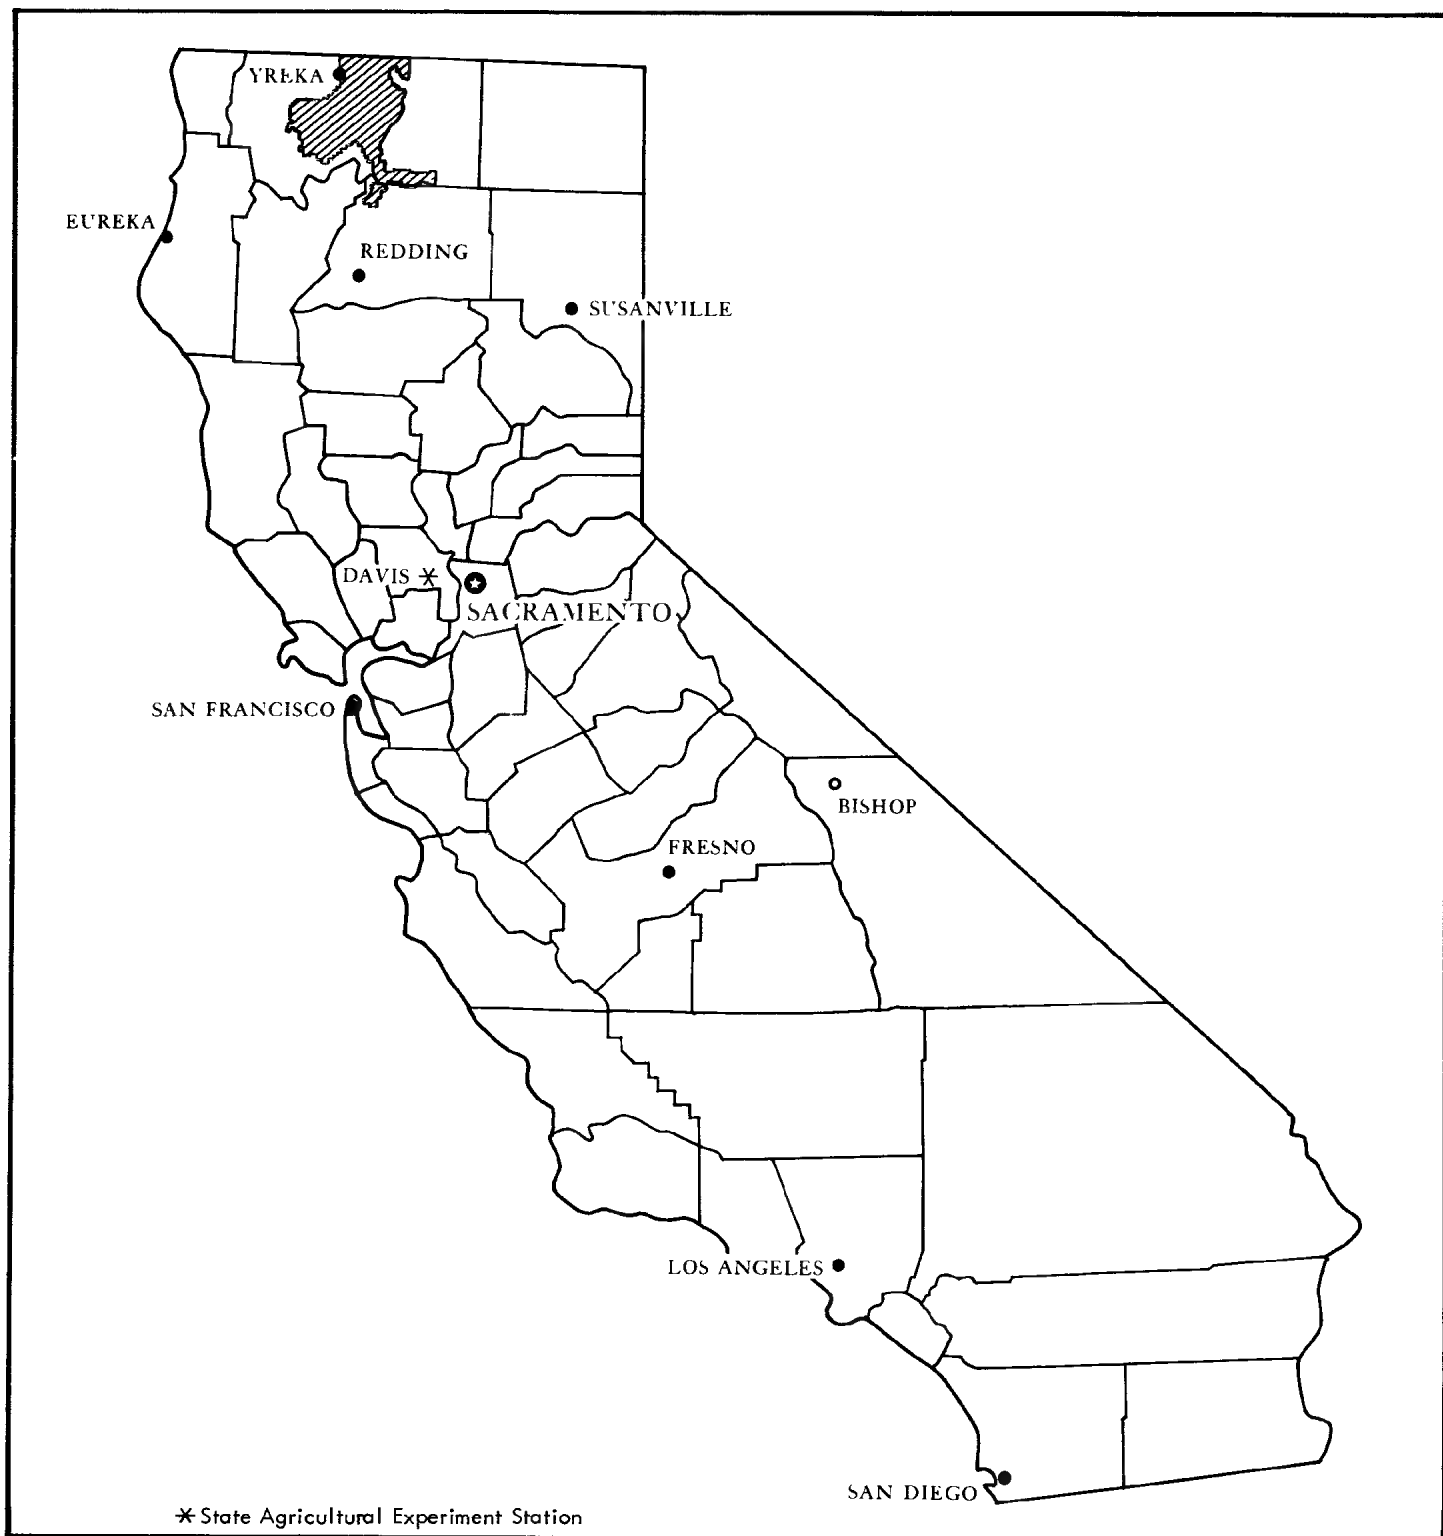 YREKA
EUREKA
REDDING
SUSANVILLE
DAVIS
SACRAMENTO
SAN FRANCISCO
BISHOP
FRESNO
LOS ANGELES
SAN DIEGO
* State Agricultural Experiment Station